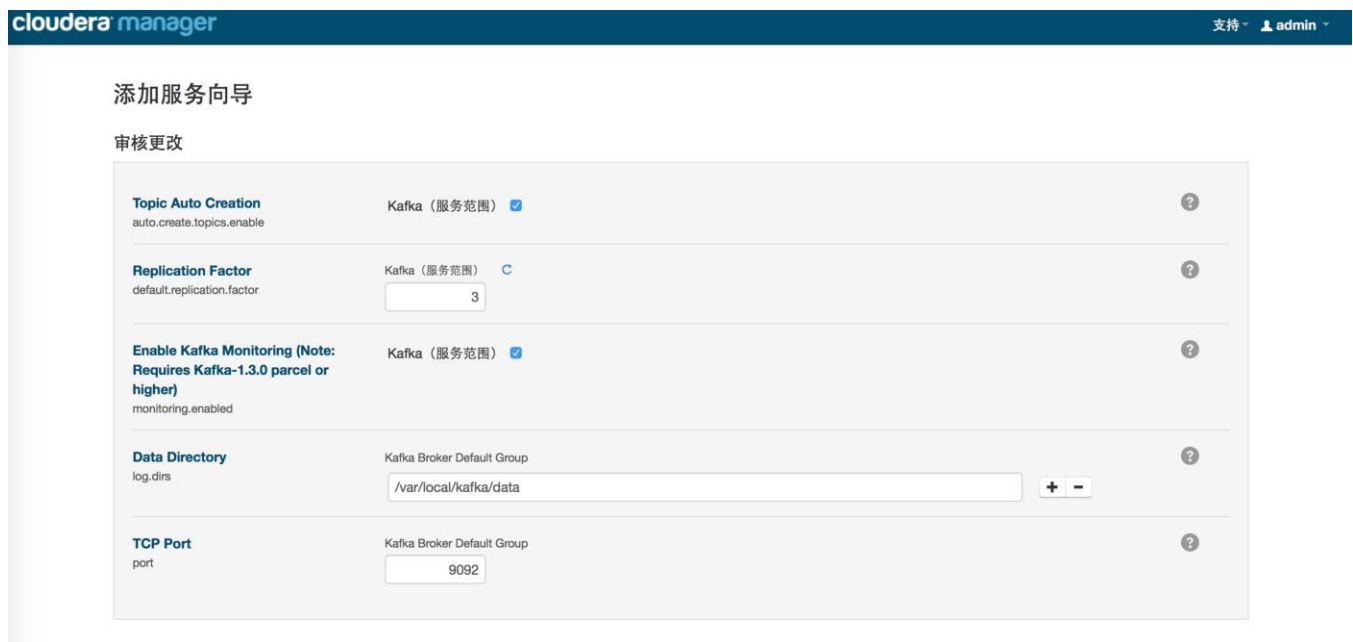 cloudera manager
支持 admin
添加服务向导
审核更改
Topic Auto Creation
auto.create.topics.enable
Kafka（服务范围）
Replication Factor
default.replication.factor
Kafka（服务范围）
3
Enable Kafka Monitoring (Note:
Requires Kafka-1.3.0 parcel or
higher)
monitoring.enabled
Kafka（服务范围）
Data Directory
log.dirs
Kafka Broker Default Group
/var/local/kafka/data
TCP Port
port
Kafka Broker Default Group
9092